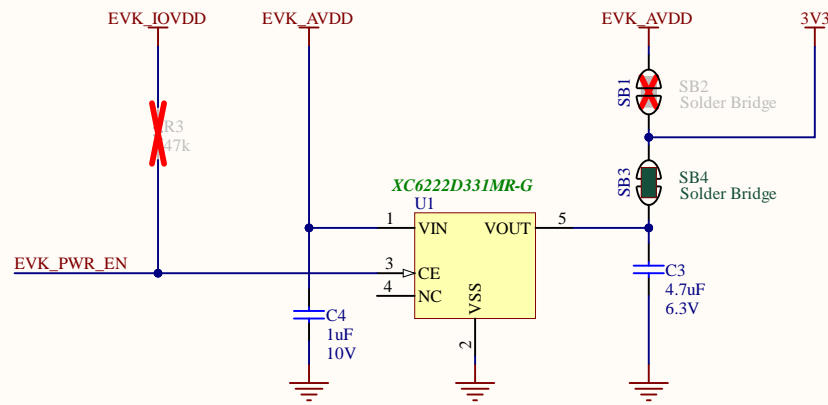 EVK_IOVDD
EVK_AVDD
EVK_AVDD
3V3
SB1
SB2
Solder Bridge
R3
47k
SB3
SB4
Solder Bridge
XC6222D331MR-G
U1
1
VIN
VOUT
5
EVK_PWR_EN
3
CE
4
NC
VSS
2
C3
4.7uF
6.3V
C4
1uF
10V